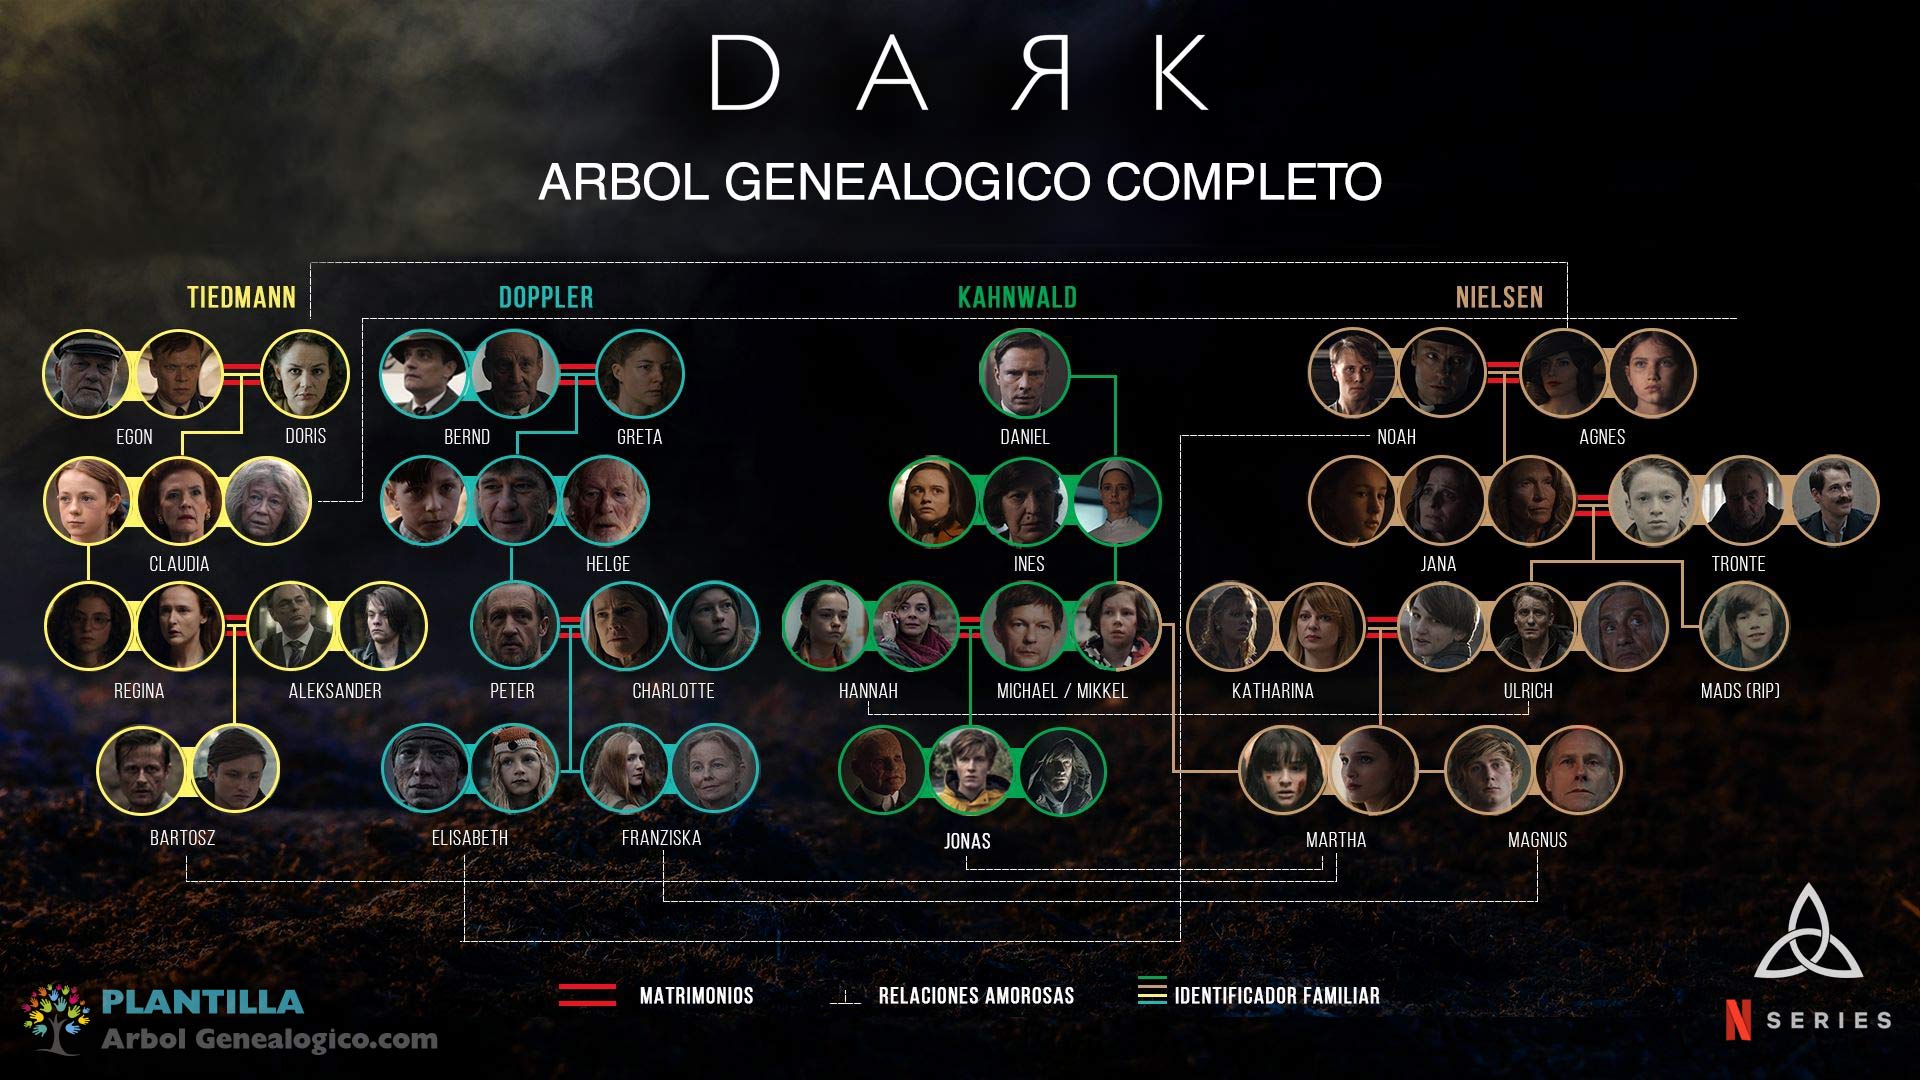 DARK
ARBOL GENEALOGICO COMPLETO
TIEDMANN
DOPPLER
KAHNWALD
NIELSEN
EGON
DORIS
BERND
GRETA
DANIEL
NOAH
AGNES
CLAUDIA
HELGE
INES
JANA
TRONTE
REGINA
ALEKSANDER
PETER
CHARLOTTE
HANNAH
MICHAEL / MIKKEL
KATHARINA
ULRICH
MADS (RIP)
BARTOSZ
ELISABETH
FRANZISKA
JONAS
MARTHA
MAGNUS
MATRIMONIOS
RELACIONES AMOROSAS
IDENTIFICADOR FAMILIAR
PLANTILLA
Arbol Genealogico.com
N SERIES